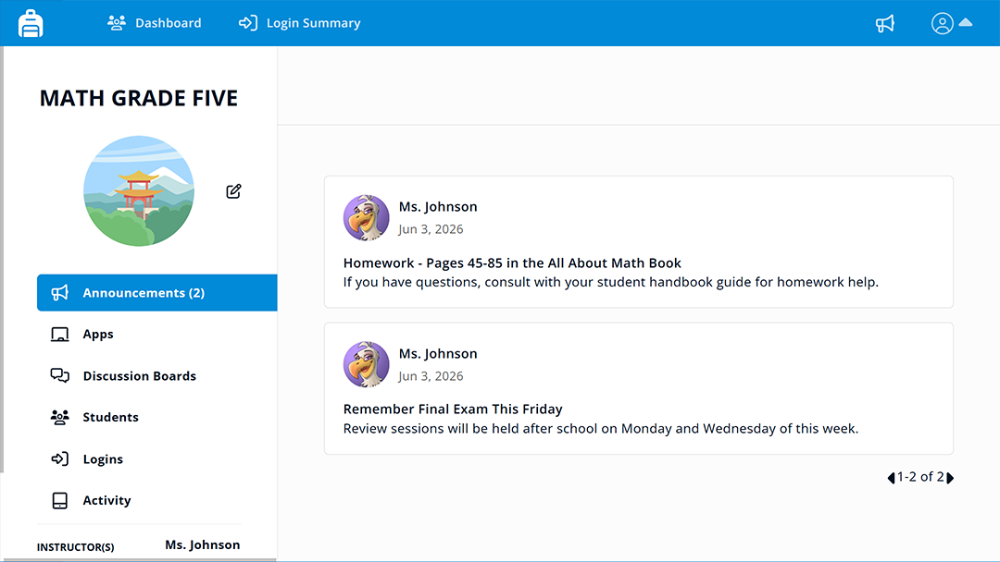 Dashboard
Login Summary
MATH GRADE FIVE
Announcements (2)
Apps
Discussion Boards
Students
Logins
Activity
INSTRUCTOR(S) Ms. Johnson
Ms. Johnson
Jun 3, 2026
Homework - Pages 45-85 in the All About Math Book
If you have questions, consult with your student handbook guide for homework help.
Ms. Johnson
Jun 3, 2026
Remember Final Exam This Friday
Review sessions will be held after school on Monday and Wednesday of this week.
1-2 of 2